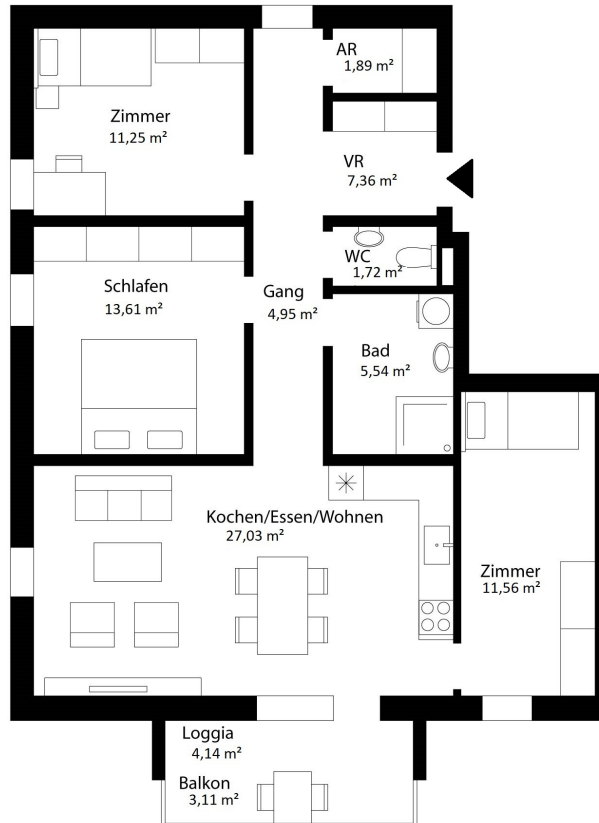 AR
1,89 m²
Zimmer
11,25 m²
VR
7,36 m²
WC
1,72 m²
Schlafen
13,61 m²
Gang
4,95 m²
Bad
5,54 m²
Kochen/Essen/Wohnen
27,03 m²
Zimmer
11,56 m²
Loggia
4,14 m²
Balkon
3,11 m²